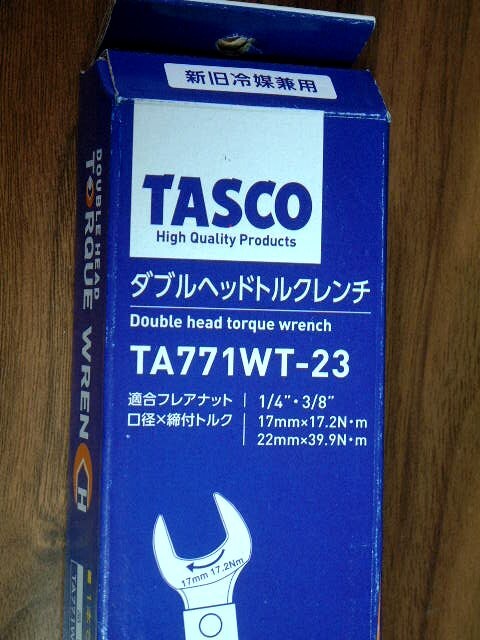 新旧冷媒兼用
TASCO
High Quality Products
ダブルヘッドトルクレンチ
Double head torque wrench
TA771WT-23
適合フレアナット 1/4"・3/8"
口径×締付トルク 17mm×17.2N・m
22mm×39.9N・m
17mm 17.2Nm
DOUBLE HEAD
TORQUE WRENCH
TA771W